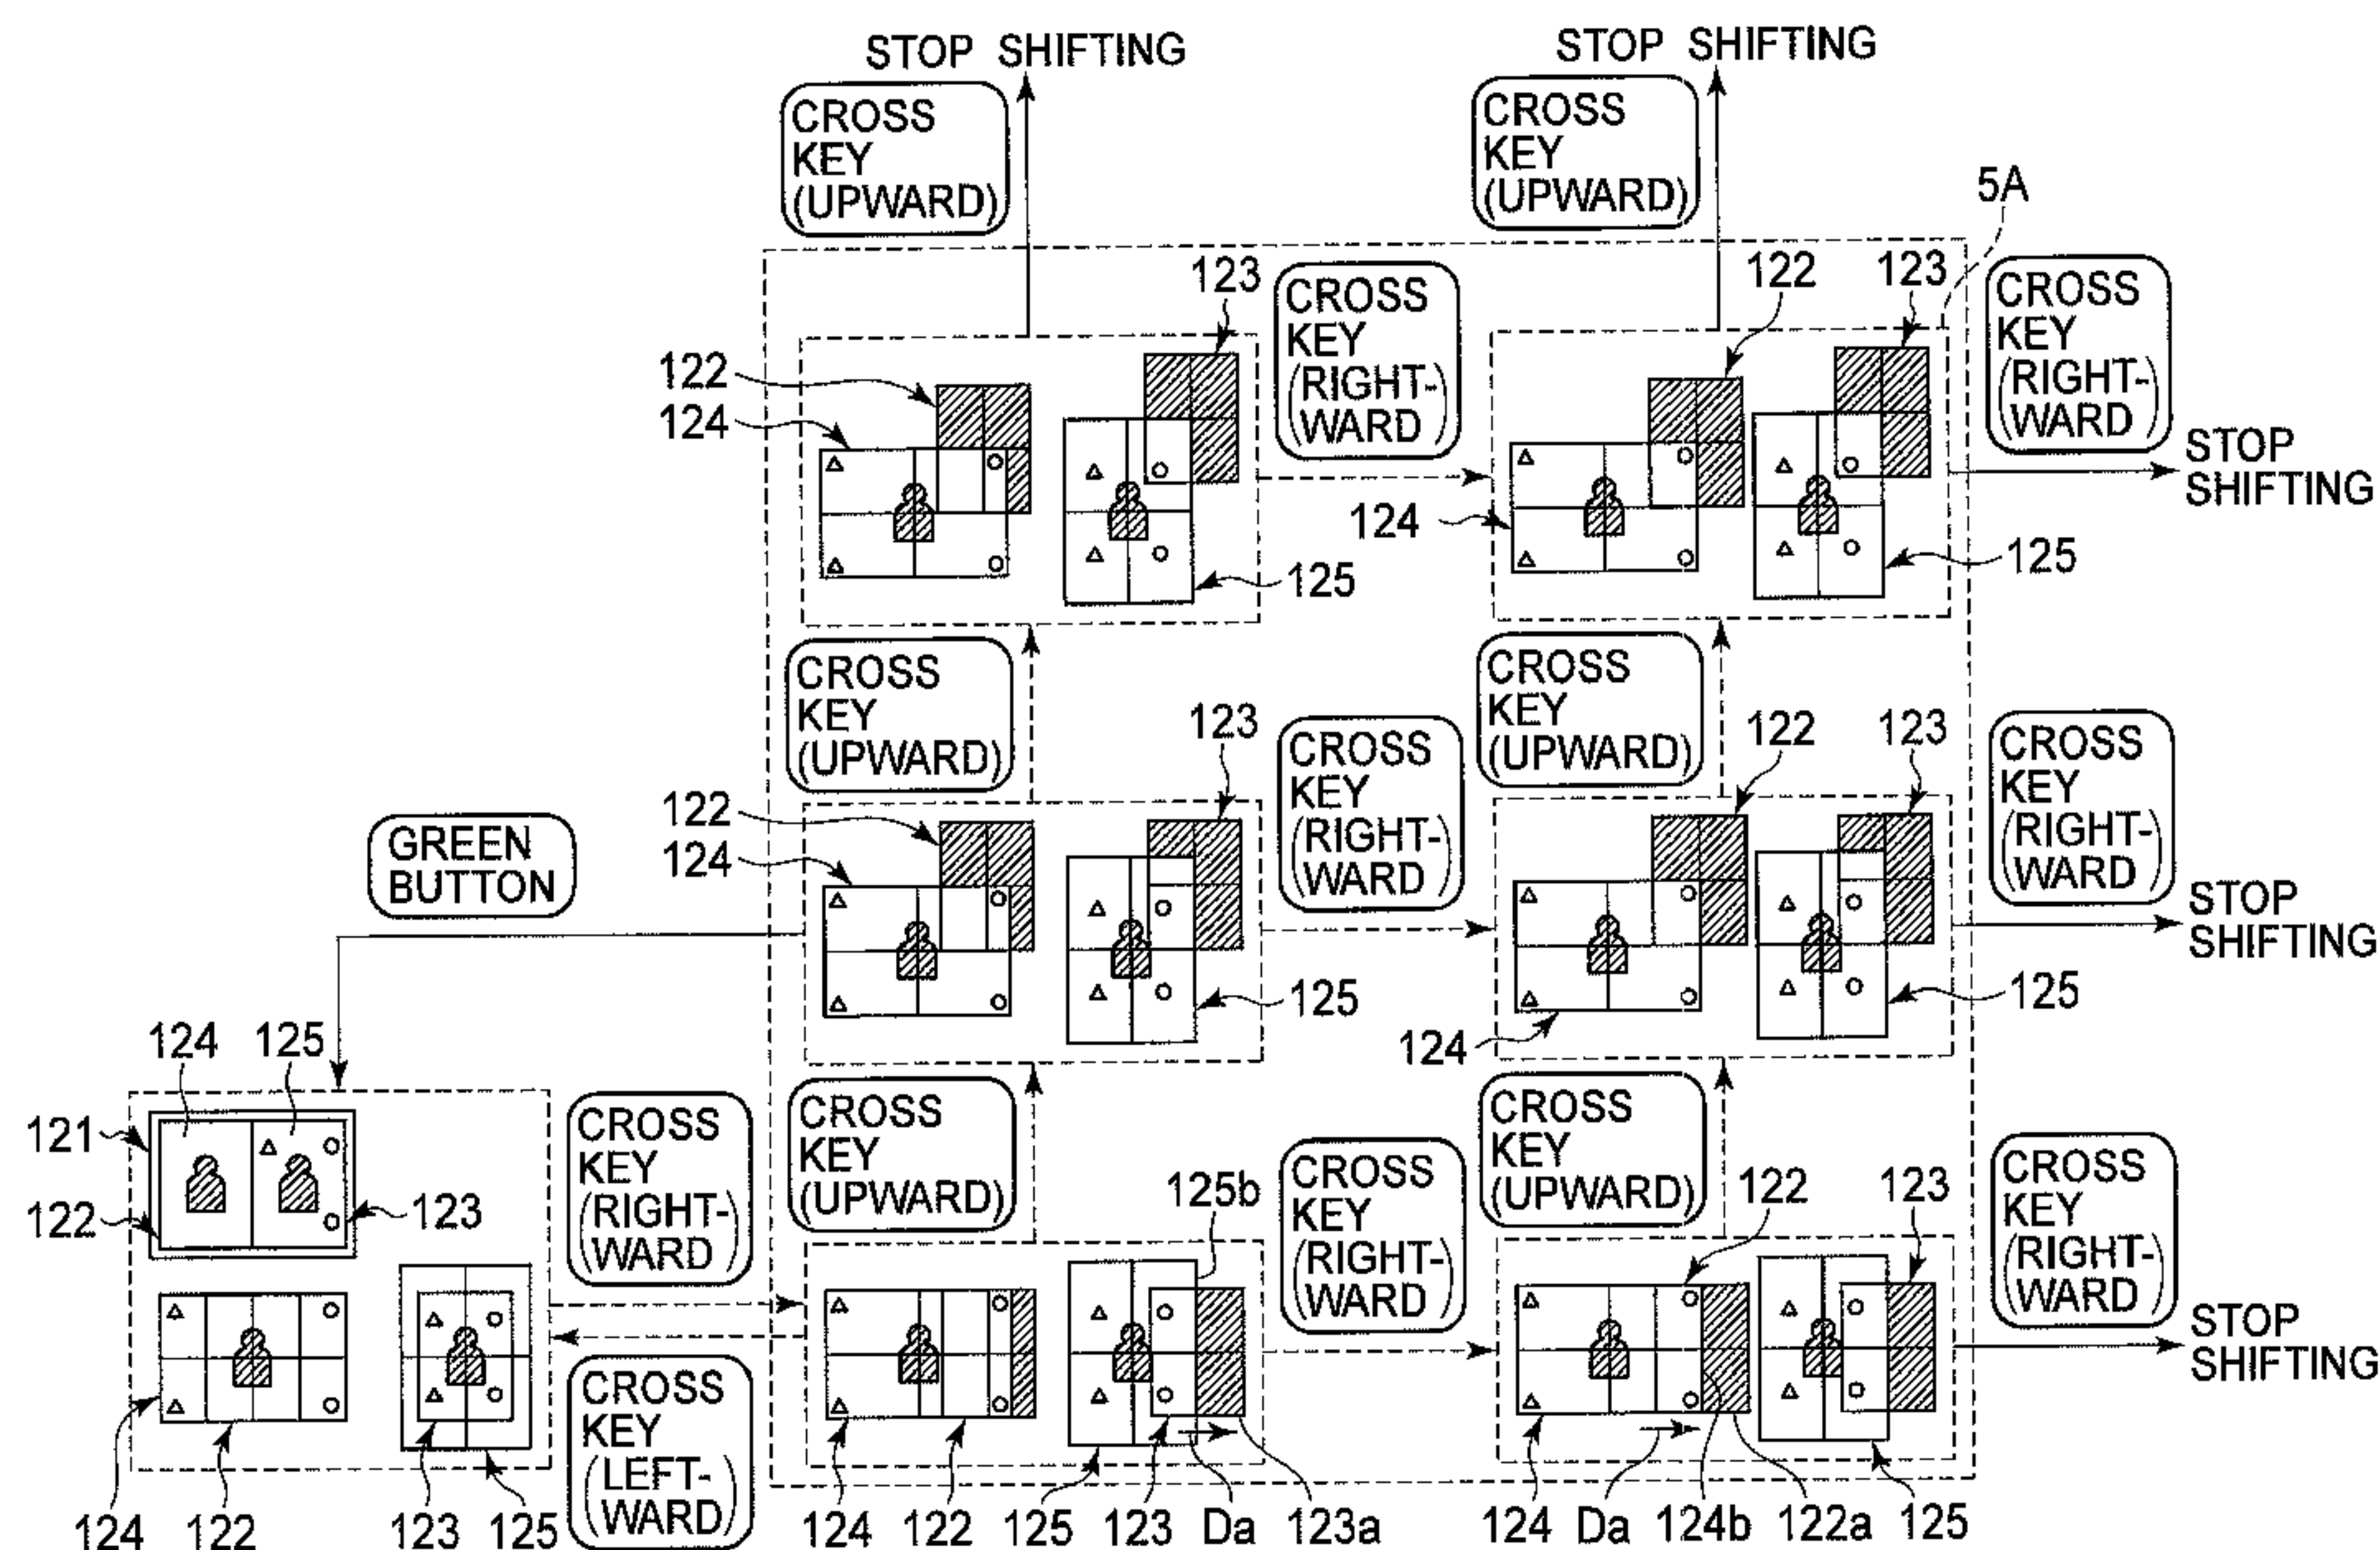 STOP SHIFTING
STOP SHIFTING
CROSS
KEY
(UPWARD)
CROSS
KEY
(UPWARD)
5A
123
CROSS
KEY
(RIGHT-
WARD)
122
123
CROSS
KEY
(RIGHT-
WARD)
122
124
STOP
SHIFTING
124
125
125
CROSS
KEY
(UPWARD)
CROSS
KEY
(UPWARD)
123
CROSS
KEY
(RIGHT-
WARD)
122
123
CROSS
KEY
(RIGHT-
WARD)
122
124
GREEN
BUTTON
STOP
SHIFTING
125
125
124
124
125
121
122
123
CROSS
KEY
(RIGHT-
WARD)
CROSS
KEY
(UPWARD)
125b
CROSS
KEY
(RIGHT-
WARD)
CROSS
KEY
(UPWARD)
122
123
CROSS
KEY
(RIGHT-
WARD)
STOP
SHIFTING
CROSS
KEY
(LEFT-
WARD)
124
122
123
125
124
122
125
123
Da
123a
124
Da
124b
122a
125